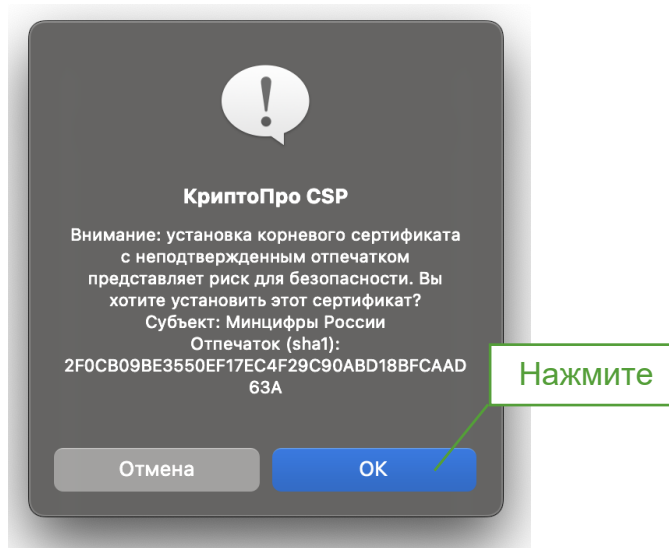 КриптоПро CSP
Внимание: установка корневого сертификата
с неподтвержденным отпечатком
представляет риск для безопасности. Вы
хотите установить этот сертификат?
Субъект: Минцифры России
Отпечаток (sha1):
2F0CB09BE3550EF17EC4F29C90ABD18BFCAAD
63A
Нажмите
Отмена
ОК